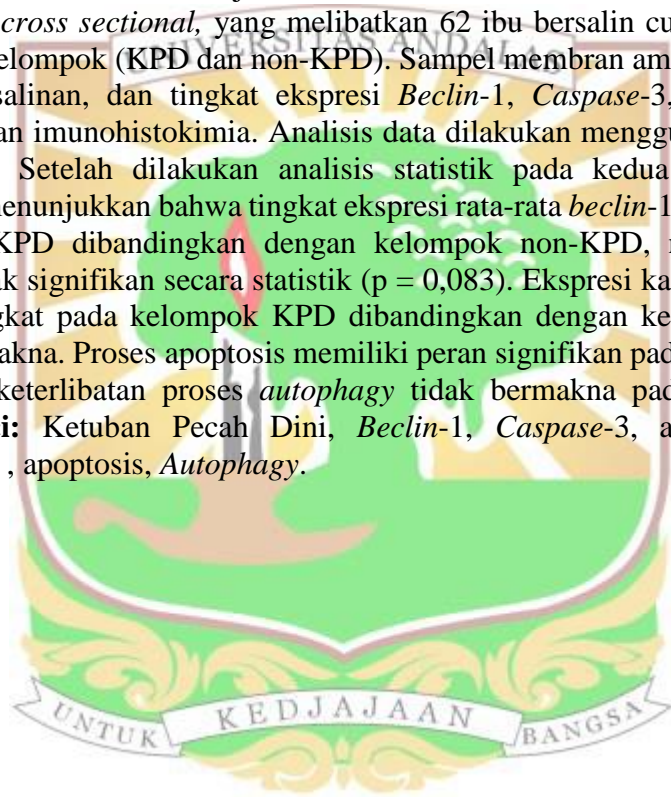 cross sectional, yang melibatkan 62 ibu bersalin cu
UNIVERSITAS ANDALAS
elompok (KPD dan non-KPD). Sampel membran am
salinan, dan tingkat ekspresi Beclin-1, Caspase-3,
an imunohistokimia. Analisis data dilakukan menggu
Setelah dilakukan analisis statistik pada kedua
nenunjukkan bahwa tingkat ekspresi rata-rata beclin-1
KPD dibandingkan dengan kelompok non-KPD,
ak signifikan secara statistik (p = 0,083). Ekspresi ka
gkat pada kelompok KPD dibandingkan dengan ke
akna. Proses apoptosis memiliki peran signifikan pad
keterlibatan proses autophagy tidak bermakna pad
i: Ketuban Pecah Dini, Beclin-1, Caspase-3, a
, apoptosis, Autophagy.
UNTUK KEDJAJAAN BANGSA